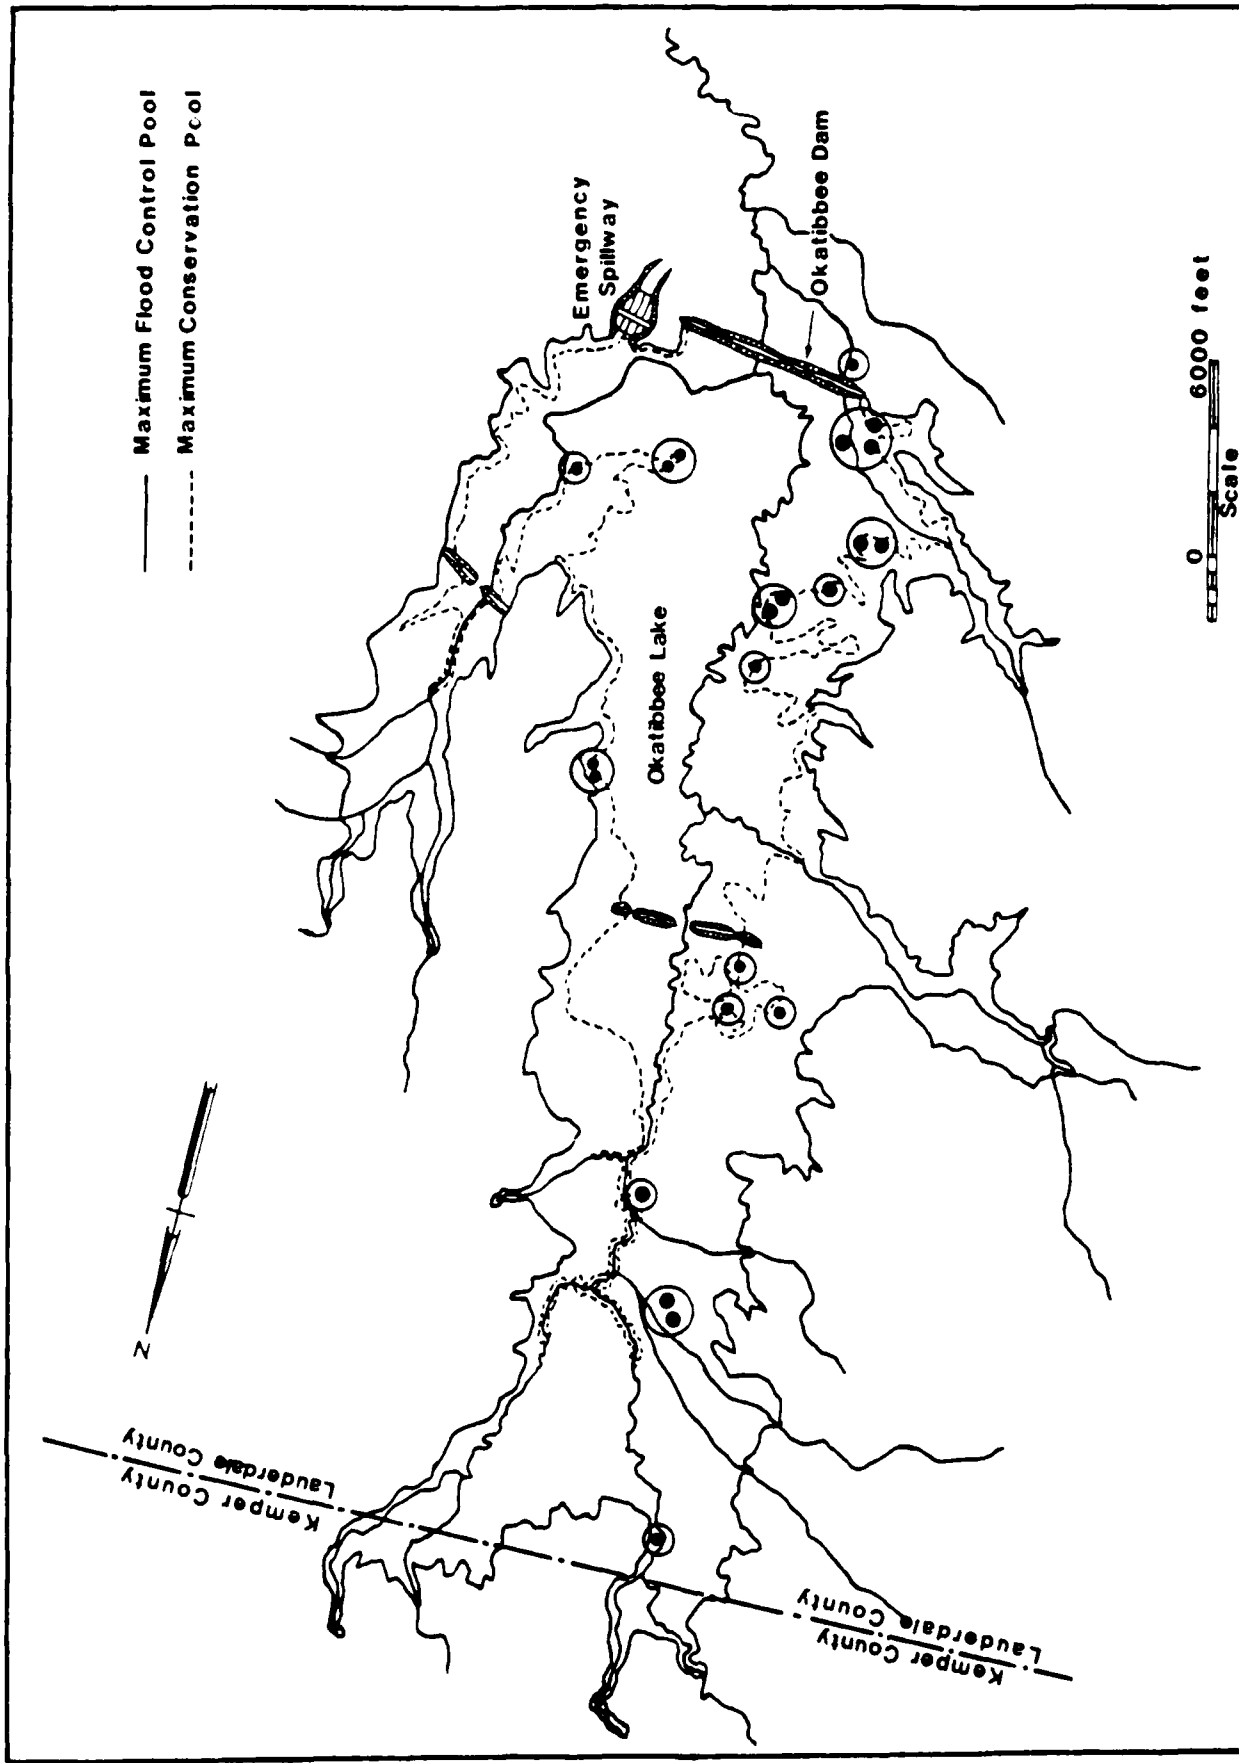 Maximum Flood Control Pool
Maximum Conservation Pool
Emergency
Spillway
Okatibbee Dam
Okatibbee Lake
0 6000 feet
Scale
N
Lauderdale County
Kemper County
Kemper County
Lauderdale County